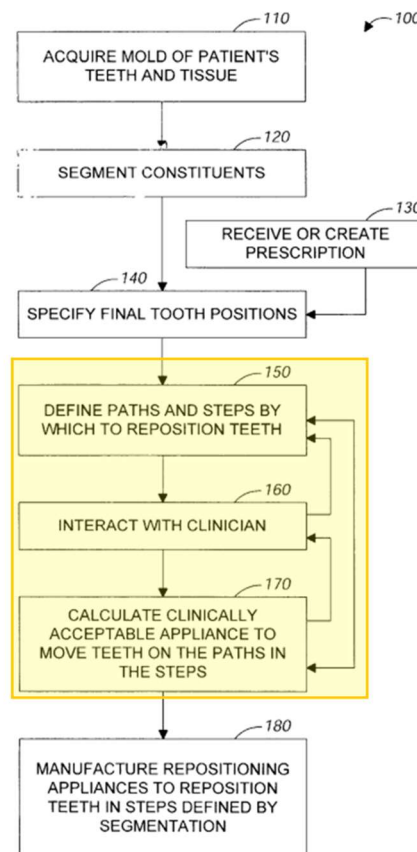 110
100
ACQUIRE MOLD OF PATIENT'S
TEETH AND TISSUE
120
SEGMENT CONSTITUENTS
130
RECEIVE OR CREATE
PRESCRIPTION
140
SPECIFY FINAL TOOTH POSITIONS
150
DEFINE PATHS AND STEPS BY
WHICH TO REPOSITION TEETH
160
INTERACT WITH CLINICIAN
170
CALCULATE CLINICALLY
ACCEPTABLE APPLIANCE TO
MOVE TEETH ON THE PATHS IN
THE STEPS
180
MANUFACTURE REPOSITIONING
APPLIANCES TO REPOSITION
TEETH IN STEPS DEFINED BY
SEGMENTATION